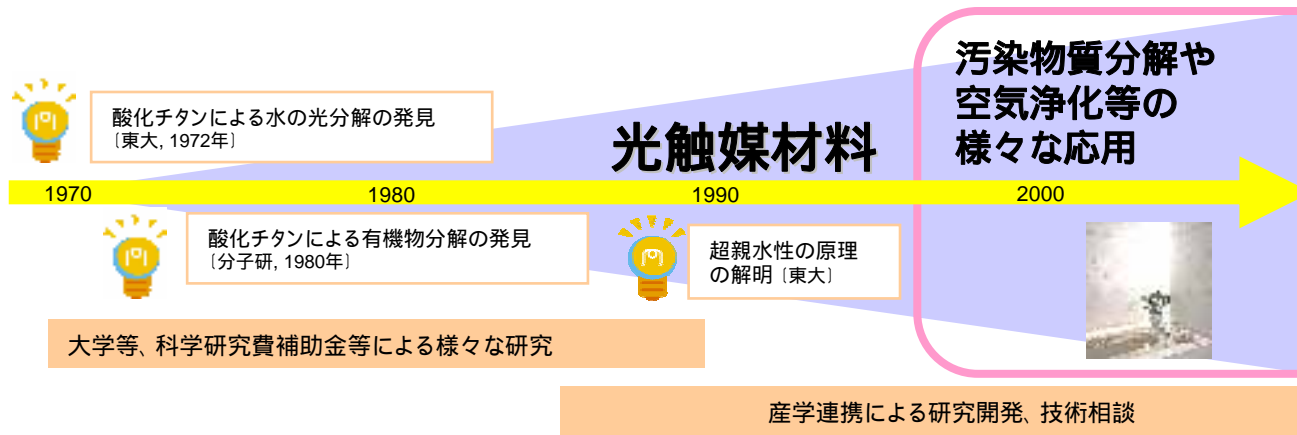 汚染物質分解や
空気浄化等の
様々な応用
酸化チタンによる水の光分解の発見
〔東大, 1972年〕
光触媒材料
1970
1980
1990
2000
酸化チタンによる有機物分解の発見
〔分子研, 1980年〕
超親水性の原理
の解明〔東大〕
大学等、科学研究費補助金等による様々な研究
産学連携による研究開発、技術相談